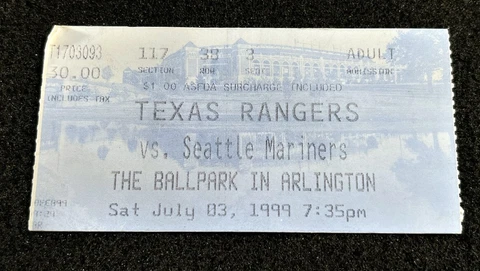 T1703093 117 38 3 ADULT
30.00 SECTION ROW SEAT ADMISSION
PRICE $1.00 ASFDA SURCHARGE INCLUDED
INCLUDES TAX
TEXAS RANGERS
vs. Seattle Mariners
THE BALLPARK IN ARLINGTON
Sat July 03, 1999 7:35pm